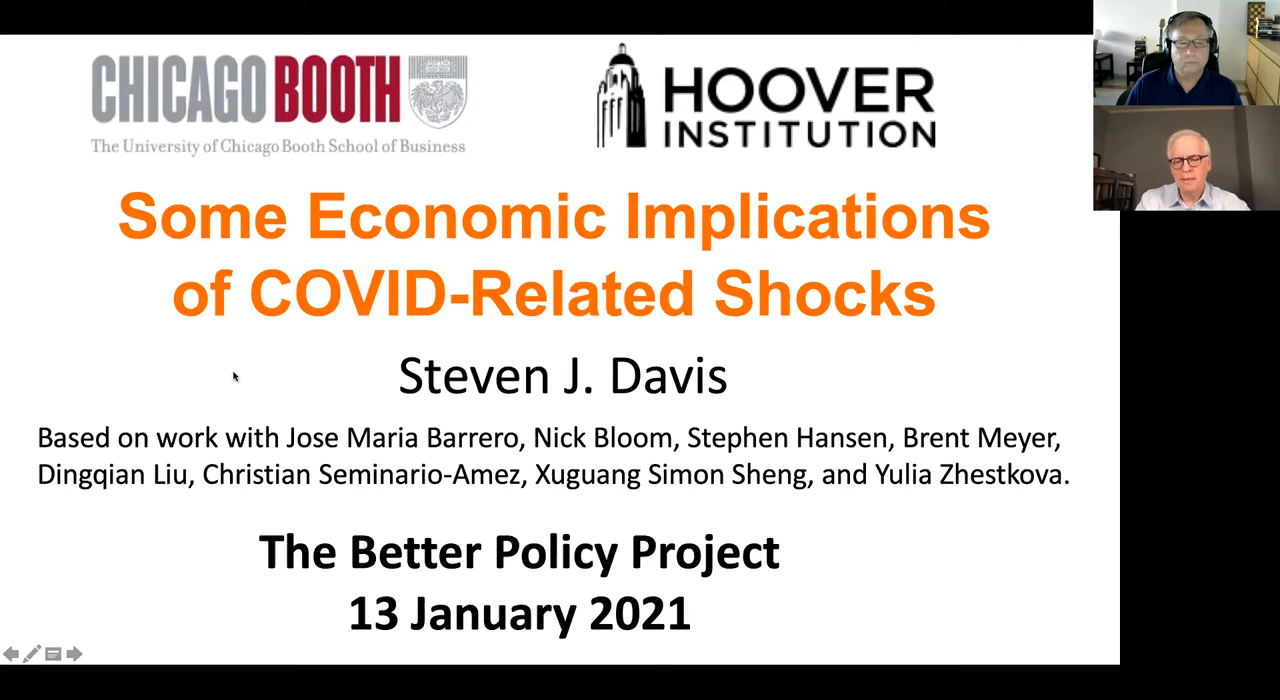 CHICAGO BOOTH
The University of Chicago Booth School of Business
HOOVER
INSTITUTION
Some Economic Implications
of COVID-Related Shocks
Steven J. Davis
Based on work with Jose Maria Barrero, Nick Bloom, Stephen Hansen, Brent Meyer,
Dingqian Liu, Christian Seminario-Amez, Xuguang Simon Sheng, and Yulia Zhestkova.
The Better Policy Project
13 January 2021